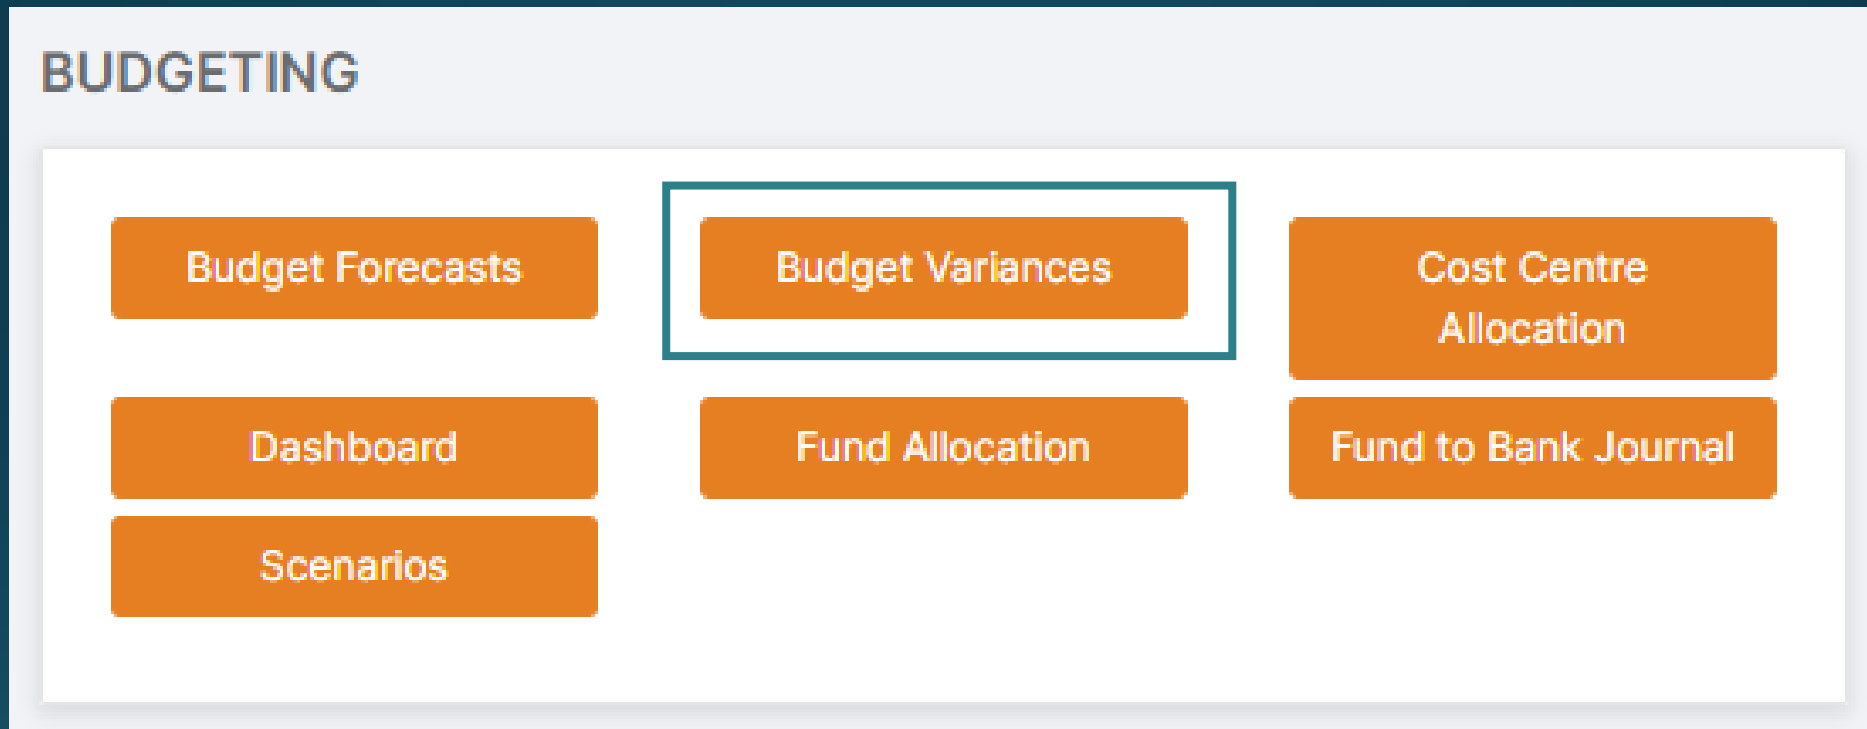 BUDGETING
Budget Forecasts
Budget Variances
Cost Centre
Allocation
Dashboard
Fund Allocation
Fund to Bank Journal
Scenarios